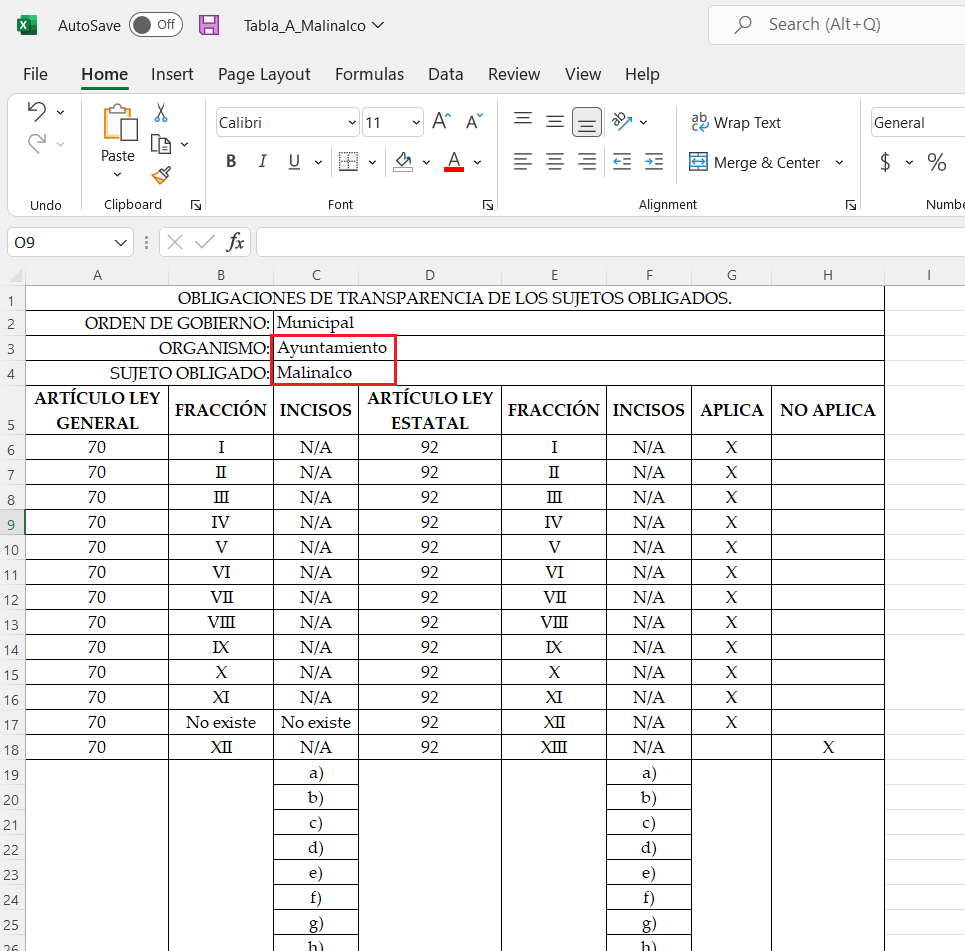 AutoSave Off Tabla_A_Malinalco Search (Alt+Q)
File Home Insert Page Layout Formulas Data Review View Help
Paste Calibri 11 Wrap Text General
B I U A Merge & Center $ %
Undo Clipboard Font Alignment Numbe
O9 fx
A B C D E F G H I
1 OBLIGACIONES DE TRANSPARENCIA DE LOS SUJETOS OBLIGADOS.
2 ORDEN DE GOBIERNO: Municipal
3 ORGANISMO: Ayuntamiento
4 SUJETO OBLIGADO: Malinalco
5 ARTÍCULO LEY GENERAL FRACCIÓN INCISOS ARTÍCULO LEY ESTATAL FRACCIÓN INCISOS APLICA NO APLICA
6 70 I N/A 92 I N/A X
7 70 II N/A 92 II N/A X
8 70 III N/A 92 III N/A X
9 70 IV N/A 92 IV N/A X
10 70 V N/A 92 V N/A X
11 70 VI N/A 92 VI N/A X
12 70 VII N/A 92 VII N/A X
13 70 VIII N/A 92 VIII N/A X
14 70 IX N/A 92 IX N/A X
15 70 X N/A 92 X N/A X
16 70 XI N/A 92 XI N/A X
17 70 No existe No existe 92 XII N/A X
18 70 XII N/A 92 XIII N/A X
19 a) a)
20 b) b)
21 c) c)
22 d) d)
23 e) e)
24 f) f)
25 g) g)
26 h) h)